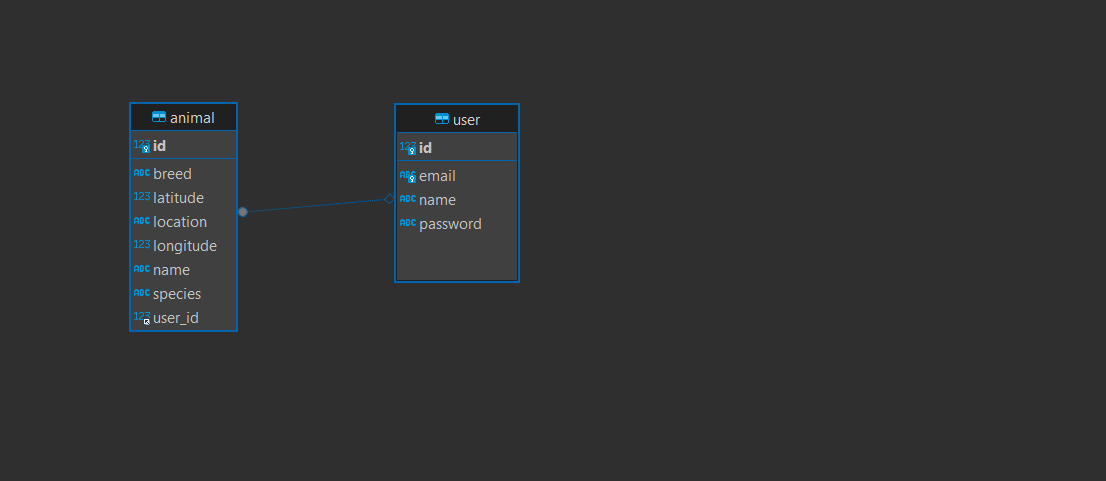 animal
123 id
ABC breed
123 latitude
ABC location
123 longitude
ABC name
ABC species
123 user_id
user
123 id
ABC email
ABC name
ABC password